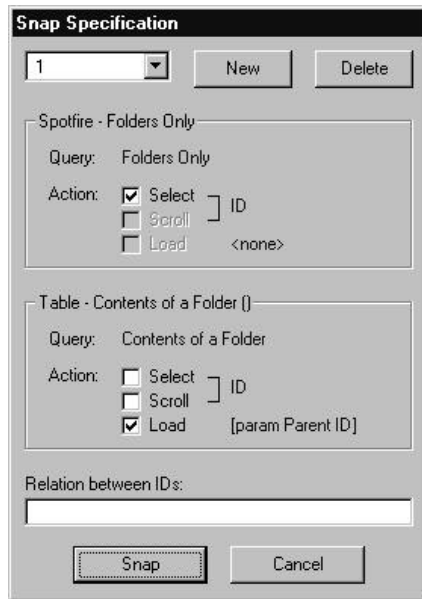 Snap Specification
1 New Delete
Spotfire - Folders Only
Query: Folders Only
Action: Select
ID
Scroll
Load <none>
Table - Contents of a Folder ()
Query: Contents of a Folder
Action: Select
ID
Scroll
Load [param Parent ID]
Relation between IDs:
Snap Cancel